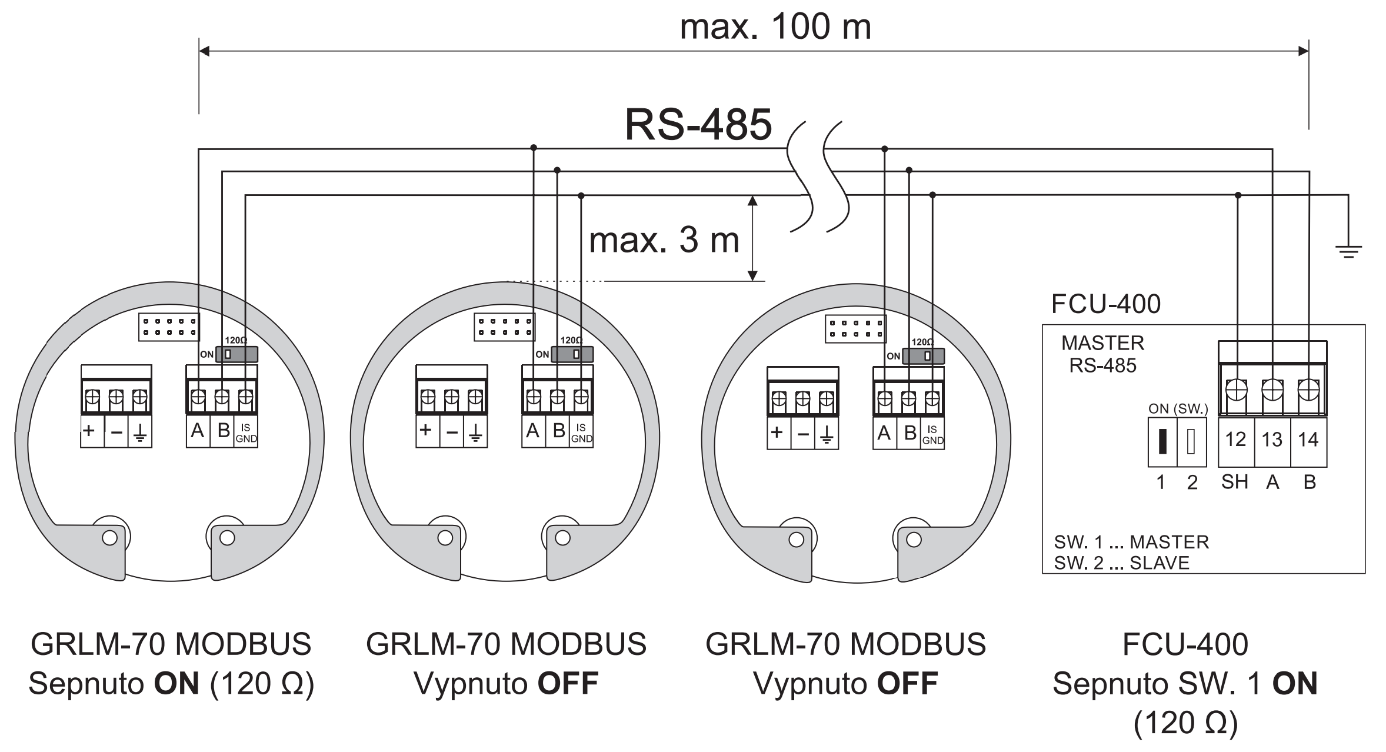 max. 100 m
RS-485
max. 3 m
120Ω
ON
+ − A B IS GND
120Ω
ON
+ − A B IS GND
120Ω
ON
+ − A B IS GND
FCU-400
MASTER
RS-485
ON (SW.)
1 2
12 13 14
SH A B
SW. 1 ... MASTER
SW. 2 ... SLAVE
GRLM-70 MODBUS
Sepnuto ON (120 Ω)
GRLM-70 MODBUS
Vypnuto OFF
GRLM-70 MODBUS
Vypnuto OFF
FCU-400
Sepnuto SW. 1 ON
(120 Ω)